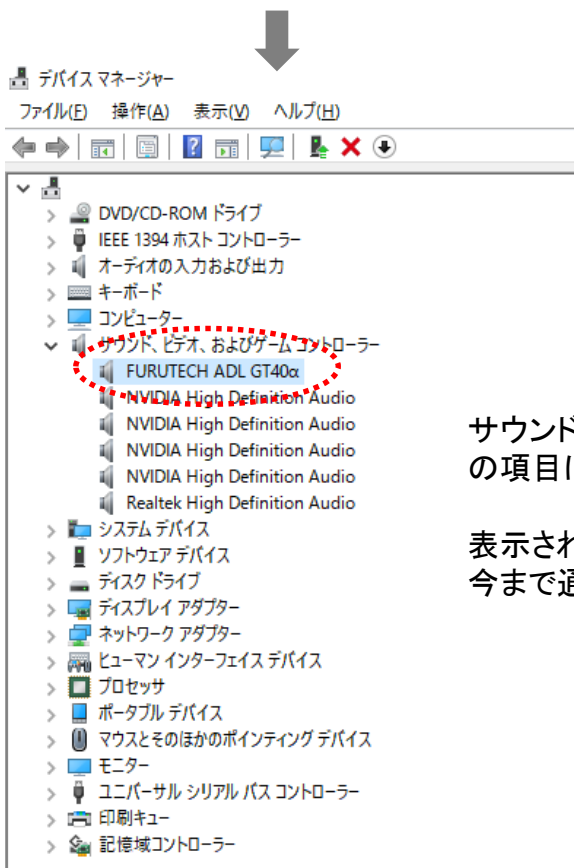 デバイス マネージャー
ファイル(F) 操作(A) 表示(V) ヘルプ(H)
DVD/CD-ROM ドライブ
IEEE 1394 ホスト コントローラー
オーディオの入力および出力
キーボード
コンピューター
サウンド、ビデオ、およびゲーム コントローラー
FURUTECH ADL GT40α
NVIDIA High Definition Audio
NVIDIA High Definition Audio
NVIDIA High Definition Audio
NVIDIA High Definition Audio
Realtek High Definition Audio
システム デバイス
ソフトウェア デバイス
ディスク ドライブ
ディスプレイ アダプター
ネットワーク アダプター
ヒューマン インターフェイス デバイス
プロセッサ
ポータブル デバイス
マウスとそのほかのポインティング デバイス
モニター
ユニバーサル シリアル バス コントローラー
印刷キュー
記憶域コントローラー
サウンド
の項目
表示され
今まで通